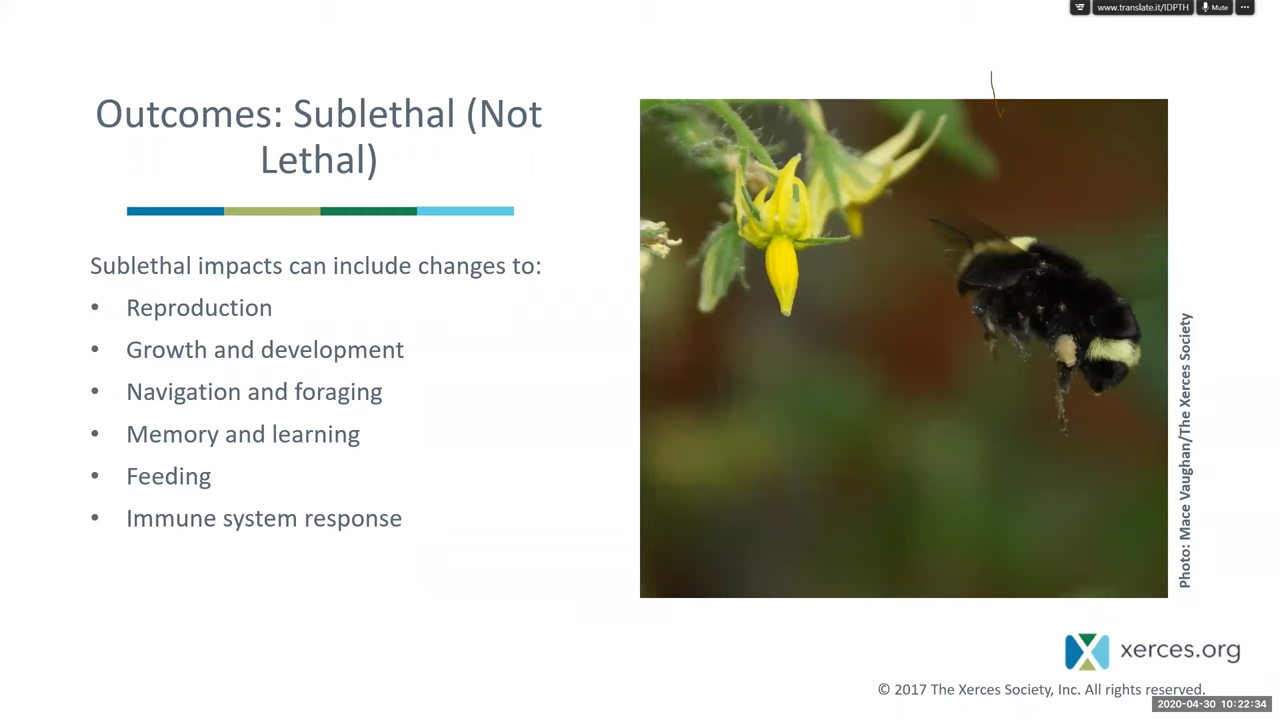 www.translate.it/IDPTH
Mute
Outcomes: Sublethal (Not
Lethal)
Sublethal impacts can include changes to:
• Reproduction
• Growth and development
• Navigation and foraging
• Memory and learning
• Feeding
• Immune system response
Photo: Mace Vaughan/The Xerces Society
xerces.org
© 2017 The Xerces Society, Inc. All rights reserved.
2020-04-30 10:22:34